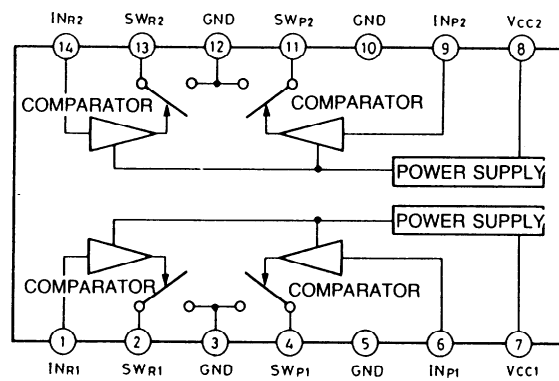 INR2 SWR2 GND SWP2 GND INP2 VCC2
14 13 12 11 10 9 8
COMPARATOR COMPARATOR
POWER SUPPLY
POWER SUPPLY
COMPARATOR COMPARATOR
1 2 3 4 5 6 7
INR1 SWR1 GND SWP1 GND INP1 VCC1